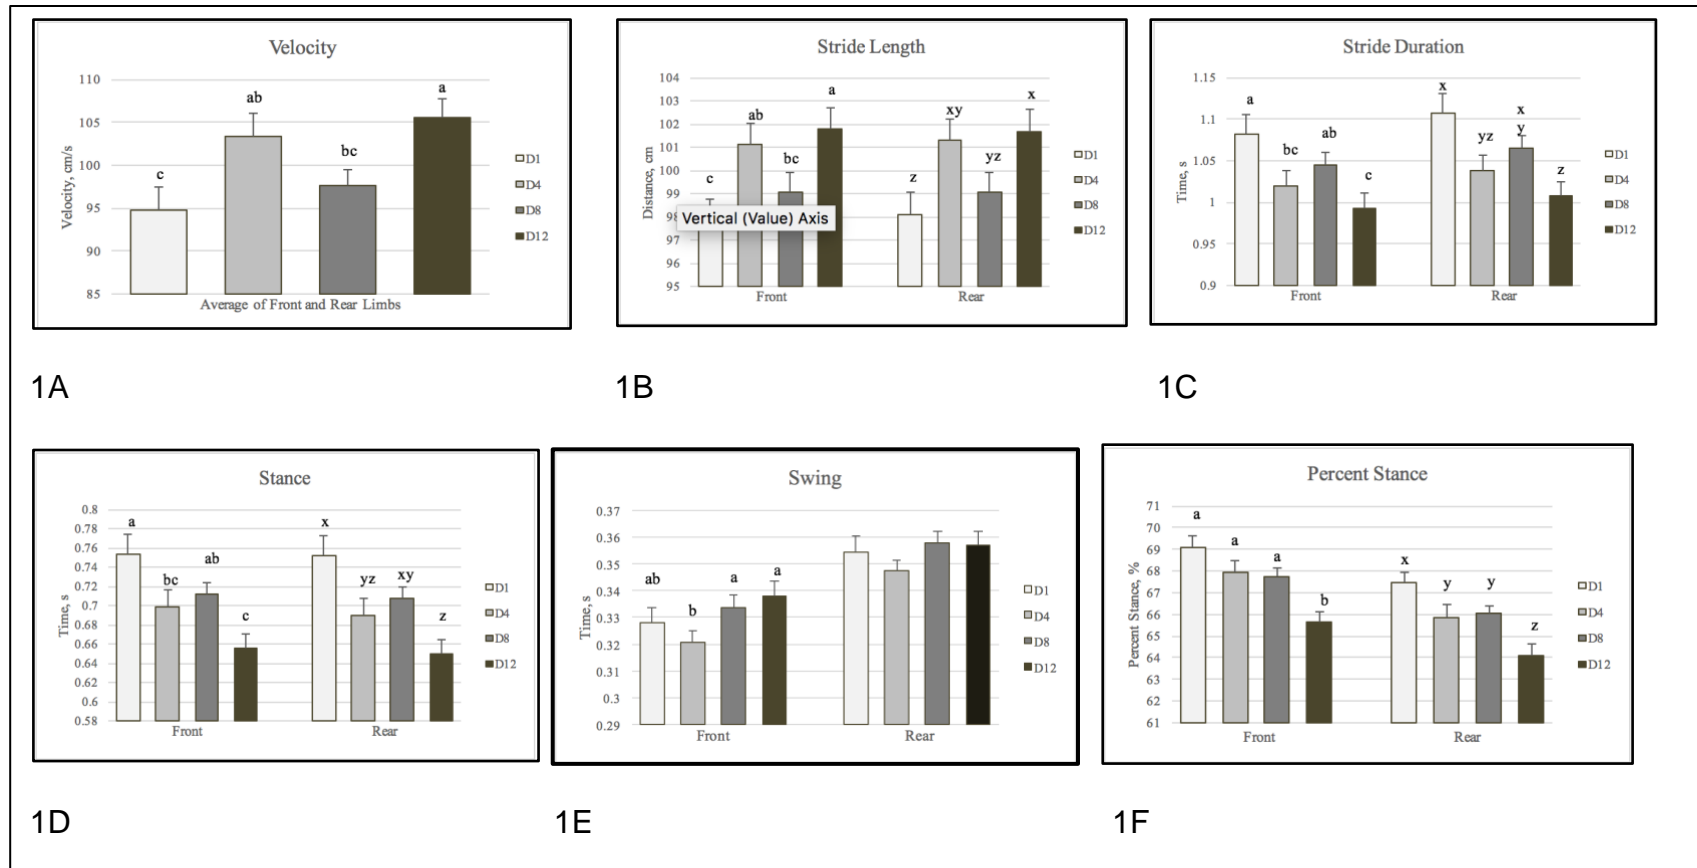 Velocity
110
105
100
95
90
85
Velocity, cm/s
c
ab
bc
a
Average of Front and Rear Limbs
D1
D4
D8
D12
1A
Stride Length
104
103
102
101
100
99
98
97
96
95
Distance, cm
c
ab
bc
a
z
xy
yz
x
Vertical (Value) Axis
Front
Rear
D1
D4
D8
D12
1B
Stride Duration
1.15
1.1
1.05
1
0.95
0.9
Time, s
a
bc
ab
c
x
yz
x
y
z
Front
Rear
D1
D4
D8
D12
1C
Stance
0.8
0.78
0.76
0.74
0.72
0.7
0.68
0.66
0.64
0.62
0.6
0.58
Time, s
a
bc
ab
c
x
yz
xy
z
Front
Rear
D1
D4
D8
D12
1D
Swing
0.37
0.36
0.35
0.34
0.33
0.32
0.31
0.3
0.29
Time, s
ab
b
a
a
Front
Rear
D1
D4
D8
D12
1E
Percent Stance
71
70
69
68
67
66
65
64
63
62
61
Percent Stance, %
a
a
a
b
x
y
y
z
Front
Rear
D1
D4
D8
D12
1F